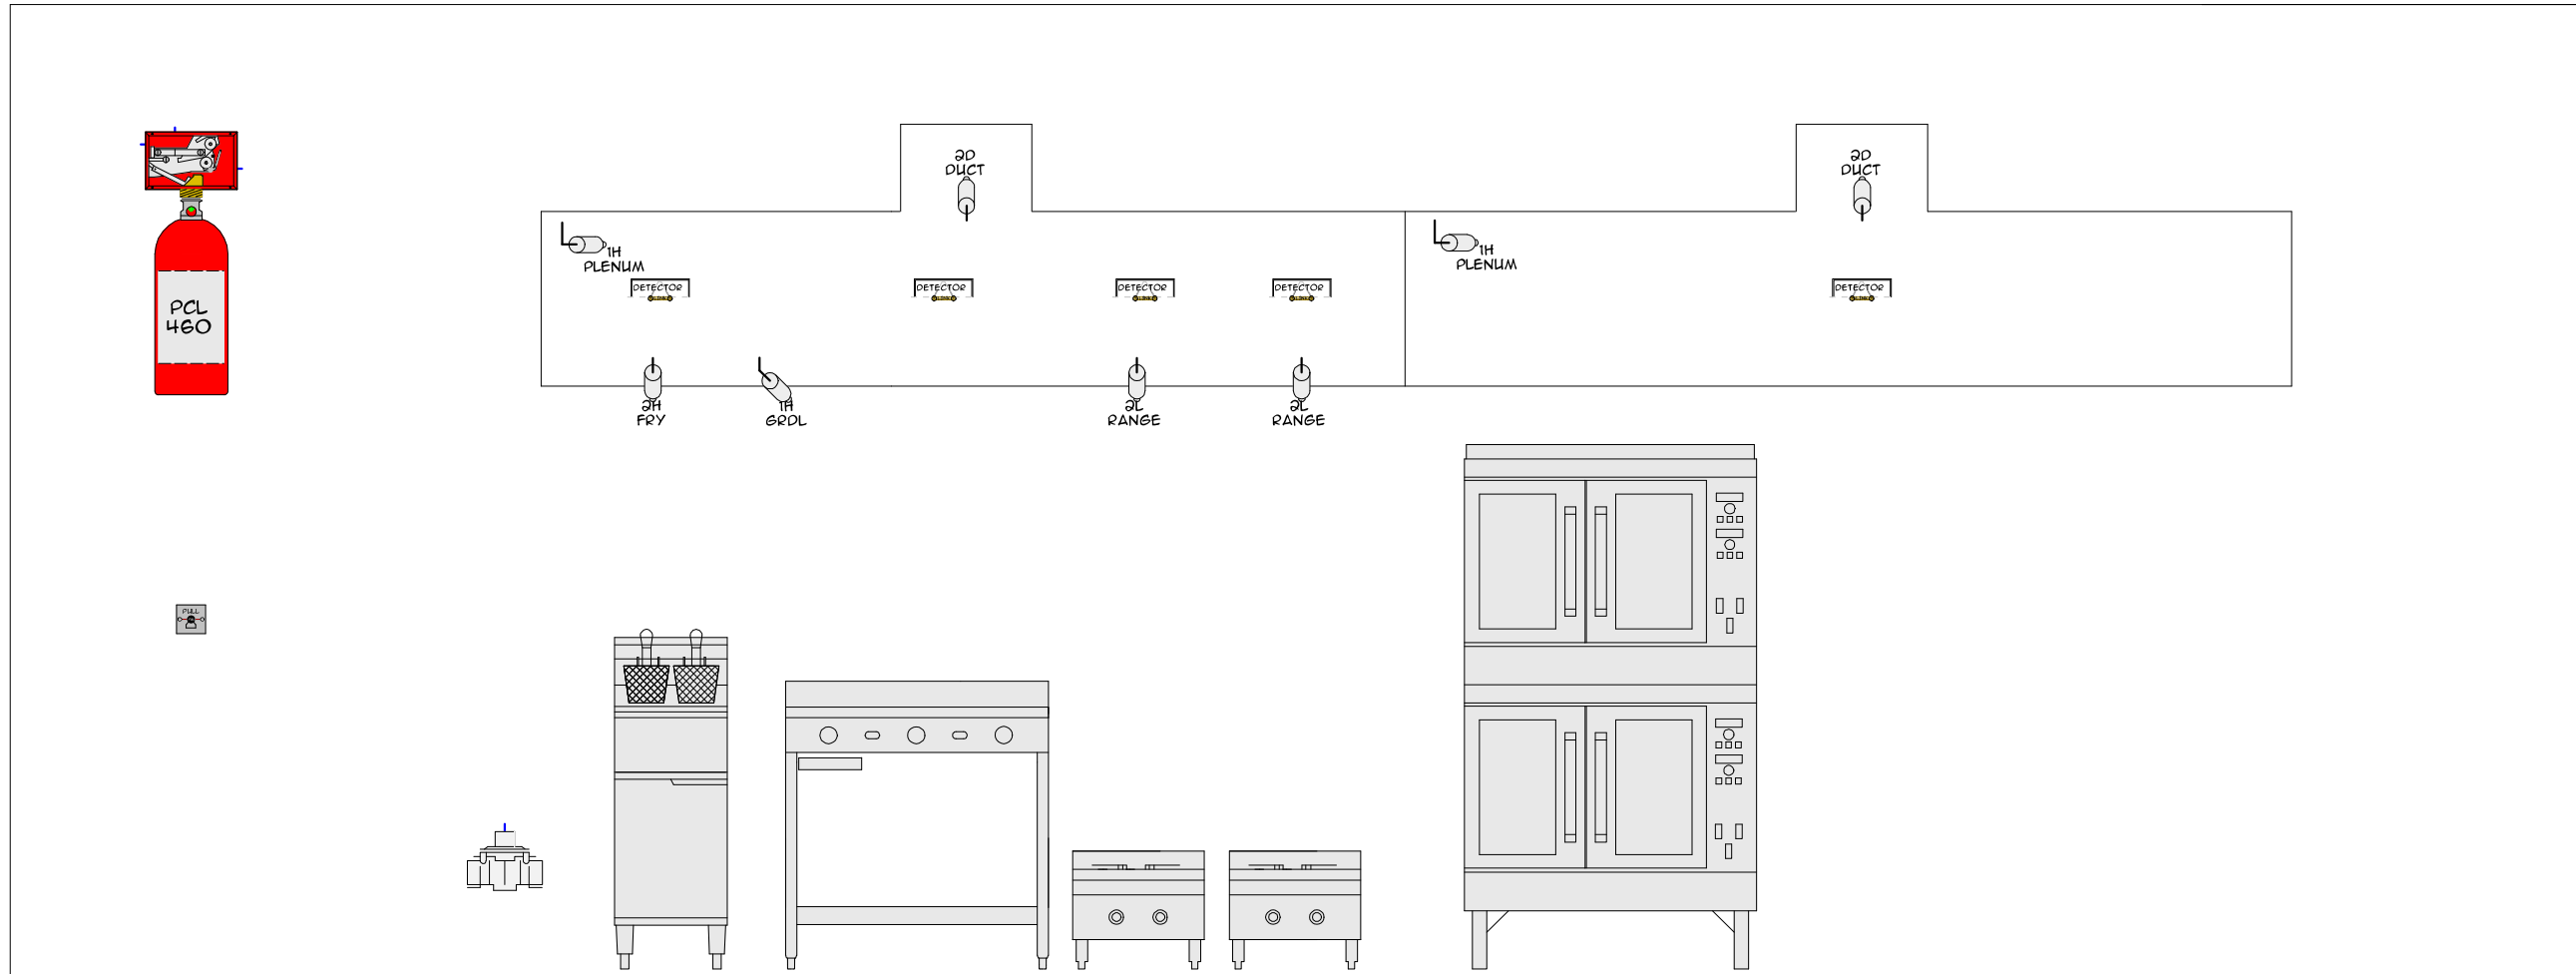 2D
DUCT
2D
DUCT
1H
PLENUM
1H
PLENUM
DETECTOR
DETECTOR
DETECTOR
DETECTOR
DETECTOR
PCL
460
2H
FRY
1H
GRDL
2L
RANGE
2L
RANGE
PULL